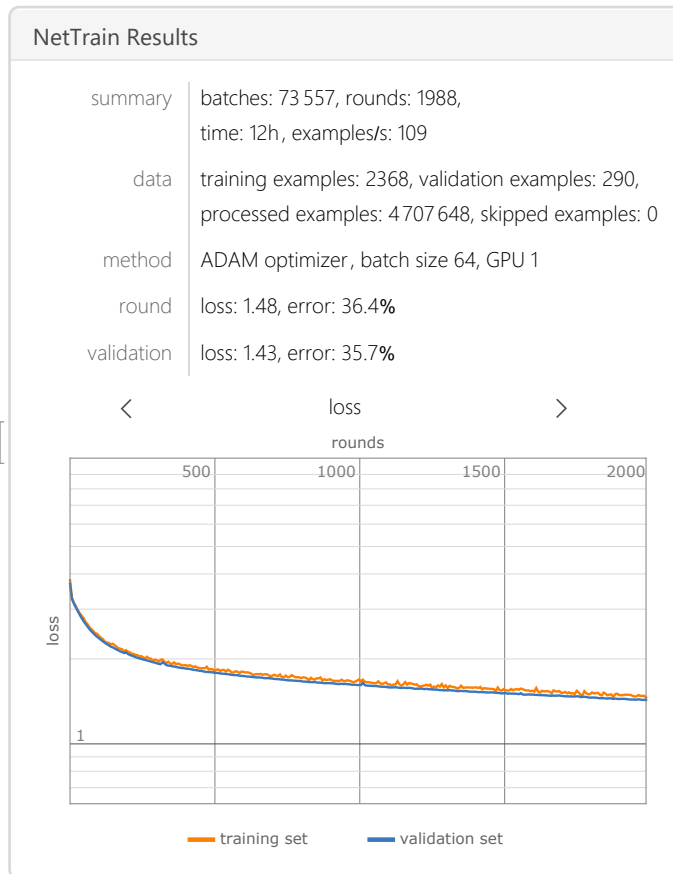 NetTrain Results
summary batches: 73 557, rounds: 1988,
time: 12h, examples/s: 109
data training examples: 2368, validation examples: 290,
processed examples: 4 707 648, skipped examples: 0
method ADAM optimizer, batch size 64, GPU 1
round loss: 1.48, error: 36.4%
validation loss: 1.43, error: 35.7%
loss
rounds
500 1000 1500 2000
loss
1
training set validation set